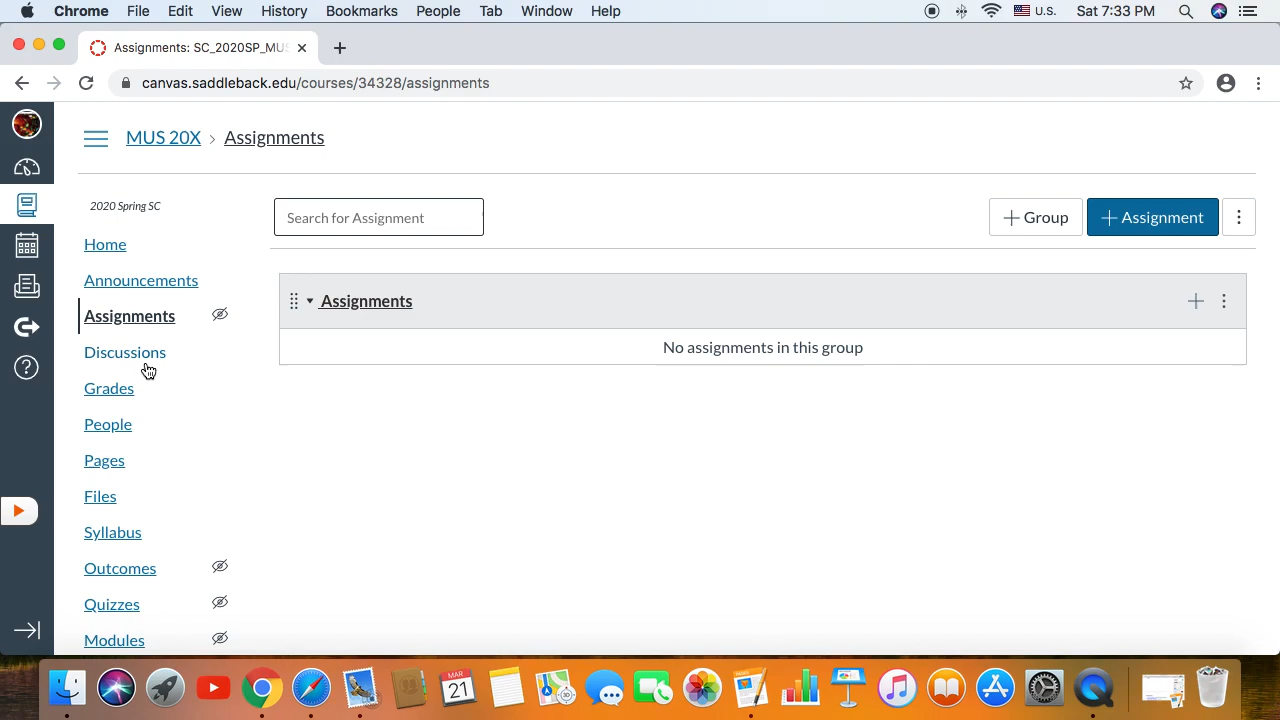 Chrome File Edit View History Bookmarks People Tab Window Help U.S. Sat 7:33 PM
Assignments: SC_2020SP_MUS
canvas.saddleback.edu/courses/34328/assignments
MUS 20X > Assignments
2020 Spring SC
Search for Assignment
+ Group
+ Assignment
Home
Announcements
Assignments
Discussions
Grades
People
Pages
Files
Syllabus
Outcomes
Quizzes
Modules
Assignments
No assignments in this group
MAR
21